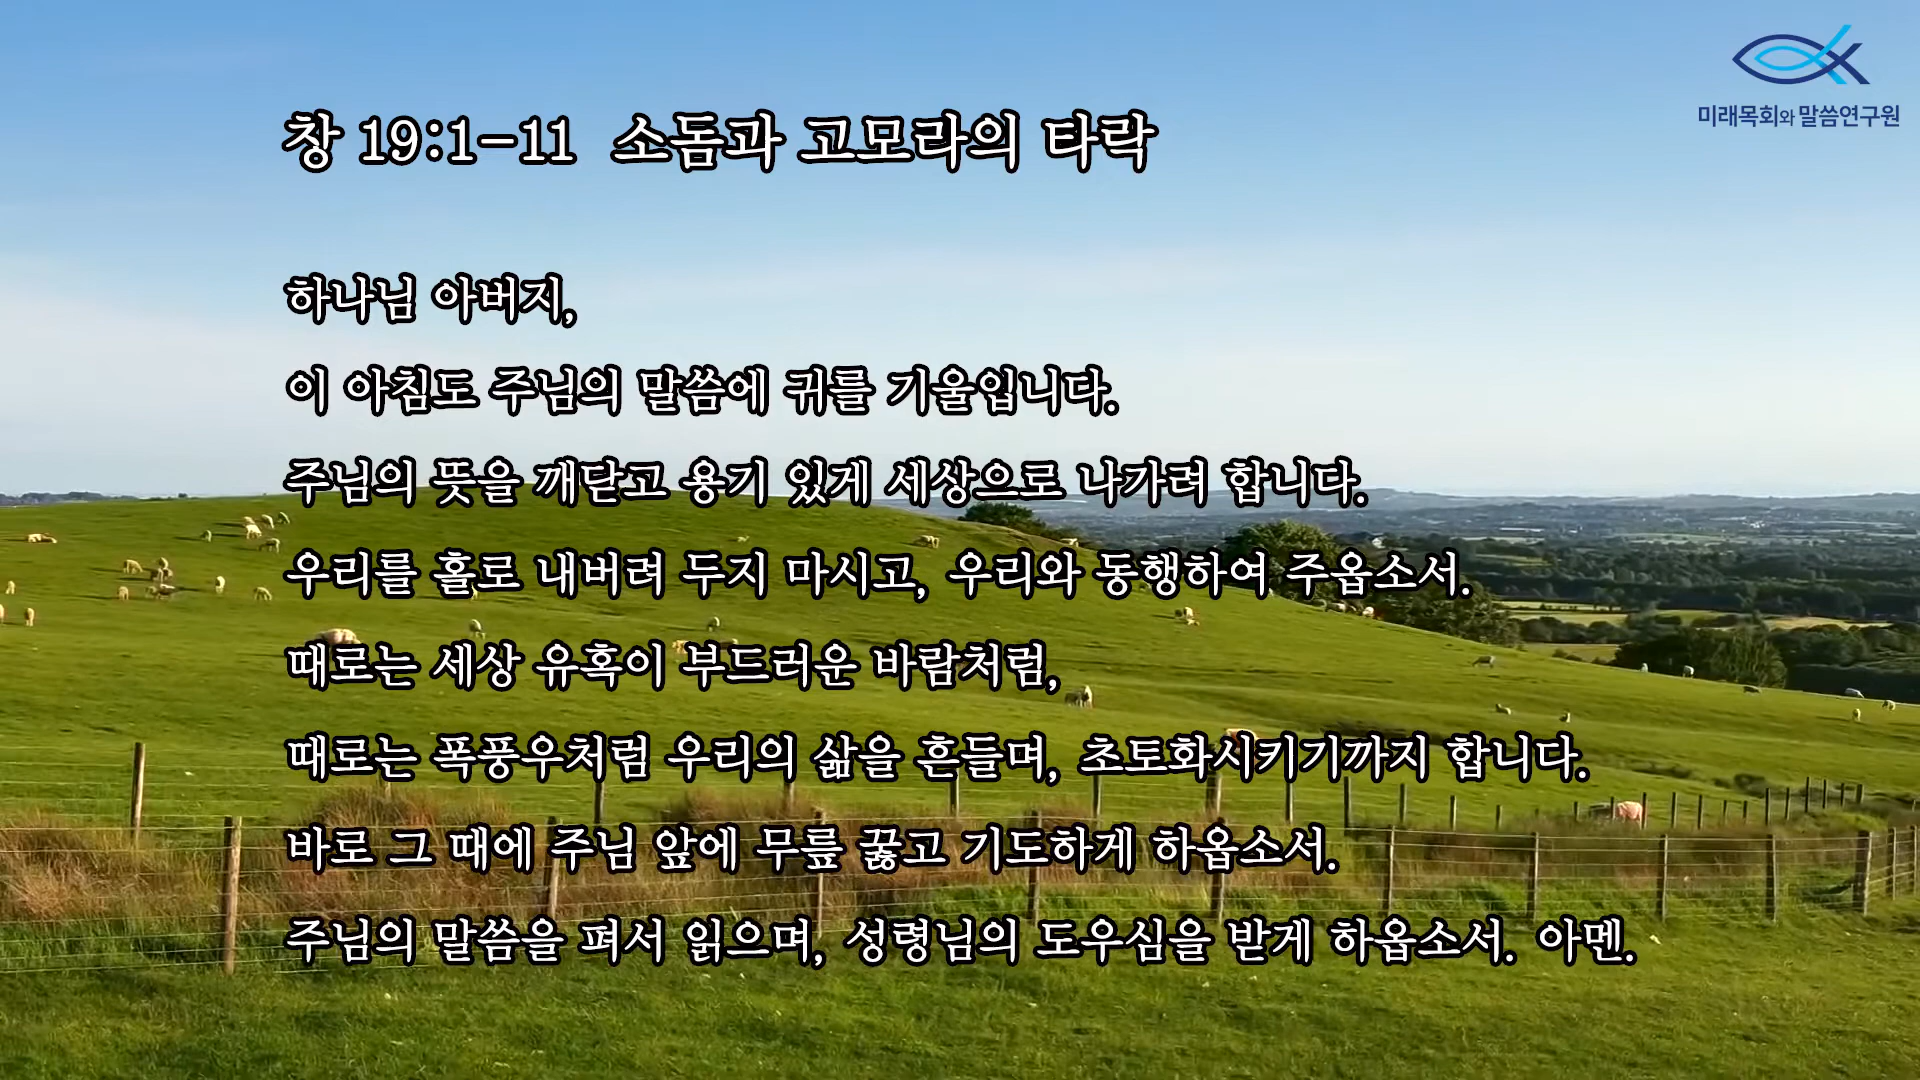 미래목회와 말씀연구원
창 19:1-11 소돔과 고모라의 타락
하나님 아버지,
이 아침도 주님의 말씀에 귀를 기울입니다.
주님의 뜻을 깨닫고 용기 있게 세상으로 나가려 합니다.
우리를 홀로 내버려 두지 마시고, 우리와 동행하여 주옵소서.
때로는 세상 유혹이 부드러운 바람처럼,
때로는 폭풍우처럼 우리의 삶을 흔들며, 초토화시키기까지 합니다.
바로 그 때에 주님 앞에 무릎 꿇고 기도하게 하옵소서.
주님의 말씀을 펴서 읽으며, 성령님의 도우심을 받게 하옵소서. 아멘.